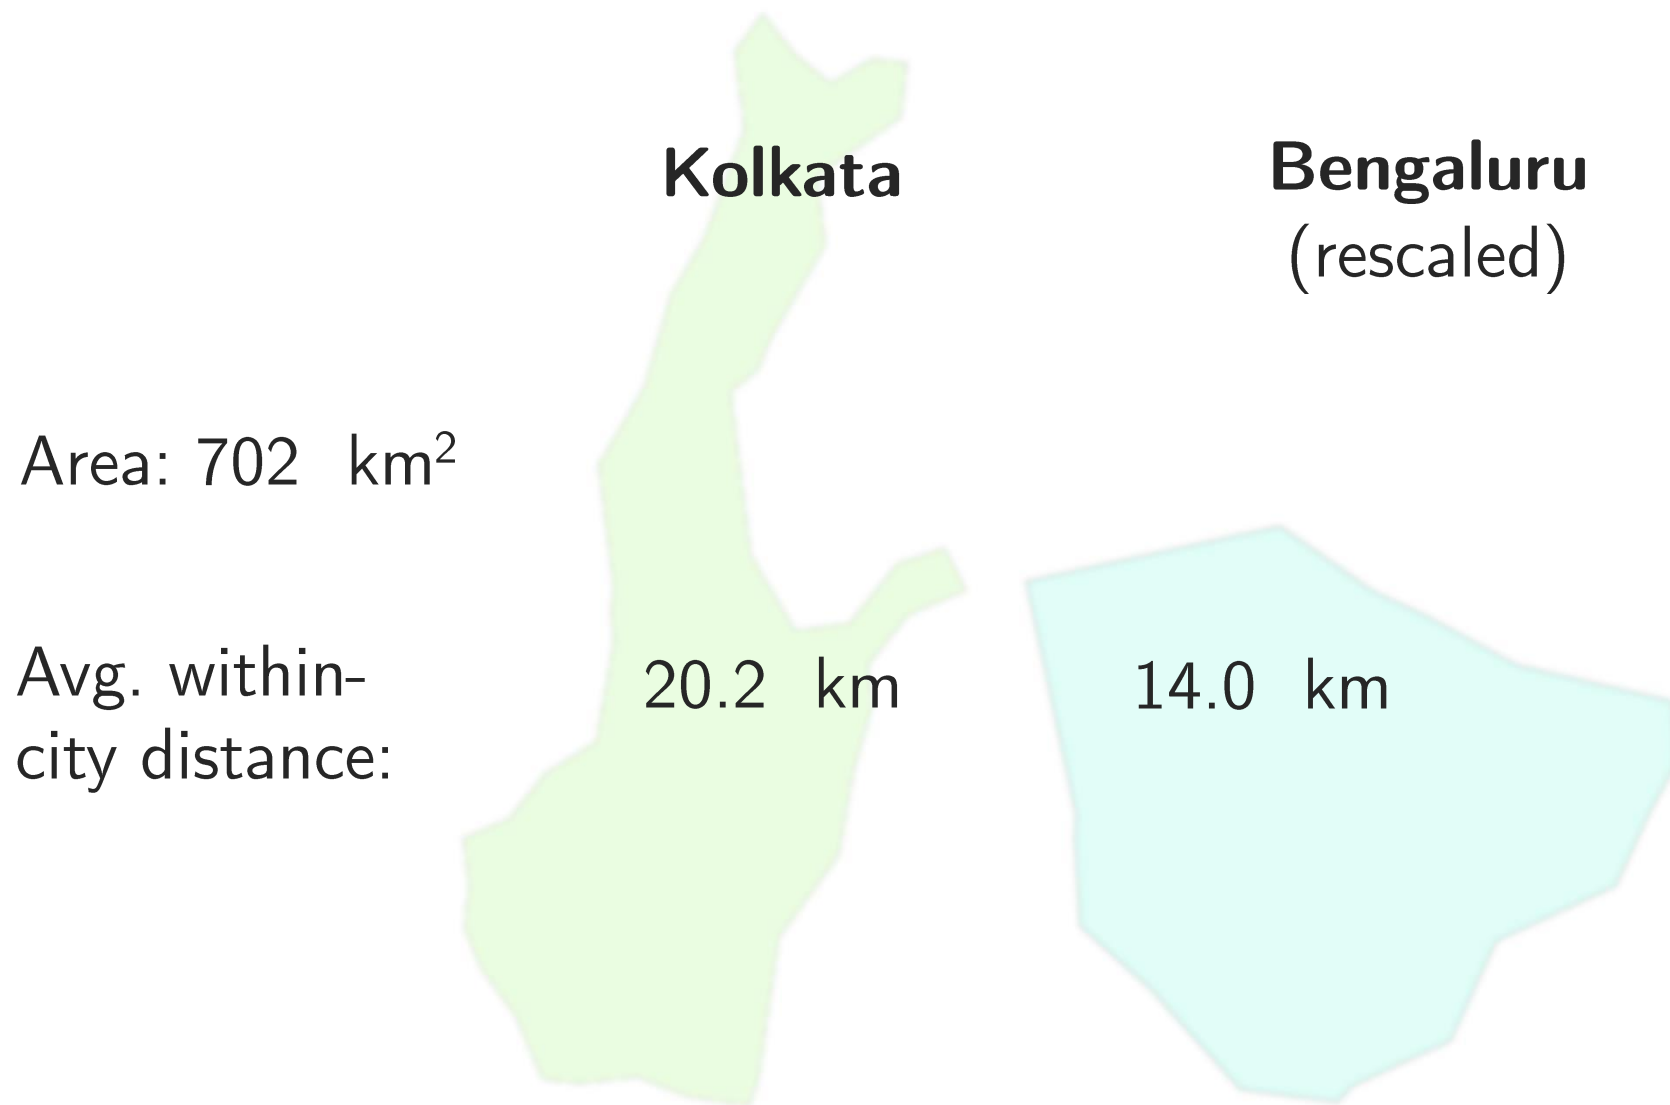 Kolkata
Bengaluru
(rescaled)
Area: 702 km²
Avg. within-
city distance:
20.2 km
14.0 km